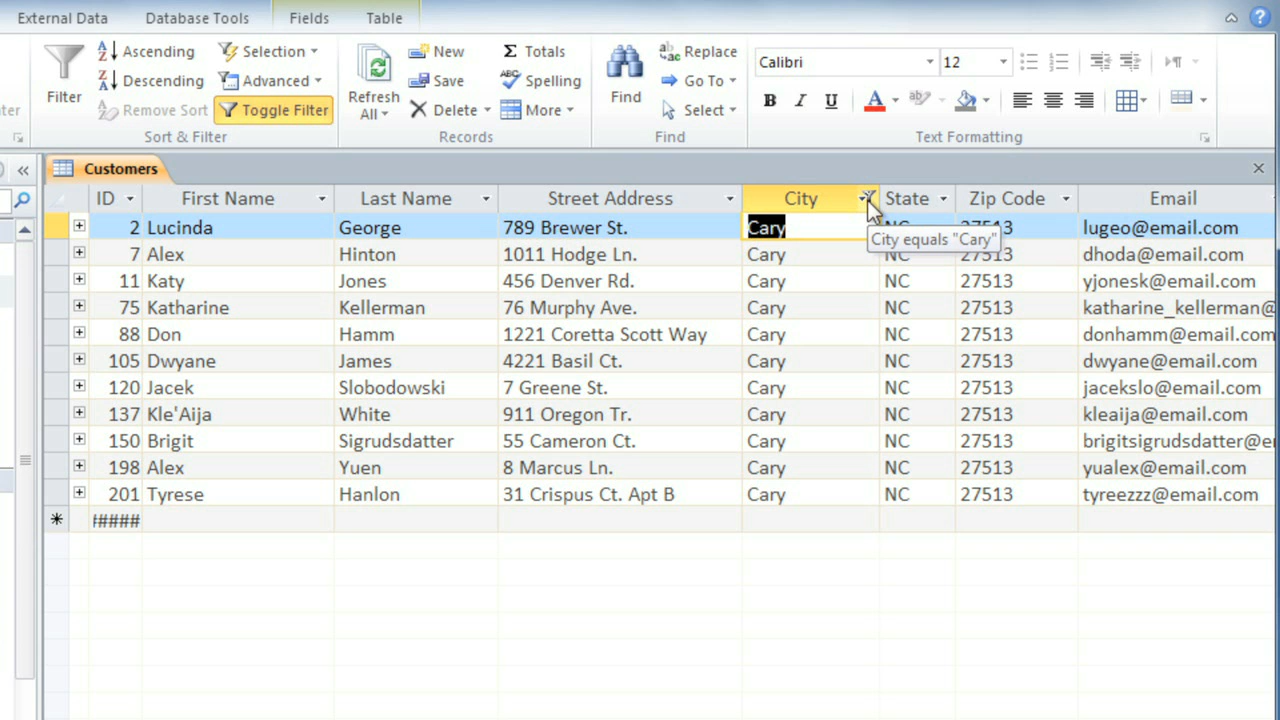 External Data Database Tools Fields Table
Filter Ascending Selection Refresh All New Totals Find Replace Calibri 12
Descending Advanced Save Spelling Go To
Remove Sort Toggle Filter Delete More Select B I U A
Sort & Filter Records Find Text Formatting
Customers
ID First Name Last Name Street Address City State Zip Code Email
2 Lucinda George 789 Brewer St. Cary lugeo@email.com
City equals "Cary"
7 Alex Hinton 1011 Hodge Ln. Cary NC 27513 dhoda@email.com
11 Katy Jones 456 Denver Rd. Cary NC 27513 yjonesk@email.com
75 Katharine Kellerman 76 Murphy Ave. Cary NC 27513 katharine_kellerman@
88 Don Hamm 1221 Coretta Scott Way Cary NC 27513 donhamm@email.com
105 Dwyane James 4221 Basil Ct. Cary NC 27513 dwyane@email.com
120 Jacek Slobodowski 7 Greene St. Cary NC 27513 jacekslo@email.com
137 Kle'Aija White 911 Oregon Tr. Cary NC 27513 kleaija@email.com
150 Brigit Sigrudsdatter 55 Cameron Ct. Cary NC 27513 brigitsigrudsdatter@e
198 Alex Yuen 8 Marcus Ln. Cary NC 27513 yualex@email.com
201 Tyrese Hanlon 31 Crispus Ct. Apt B Cary NC 27513 tyreezzz@email.com
* #####